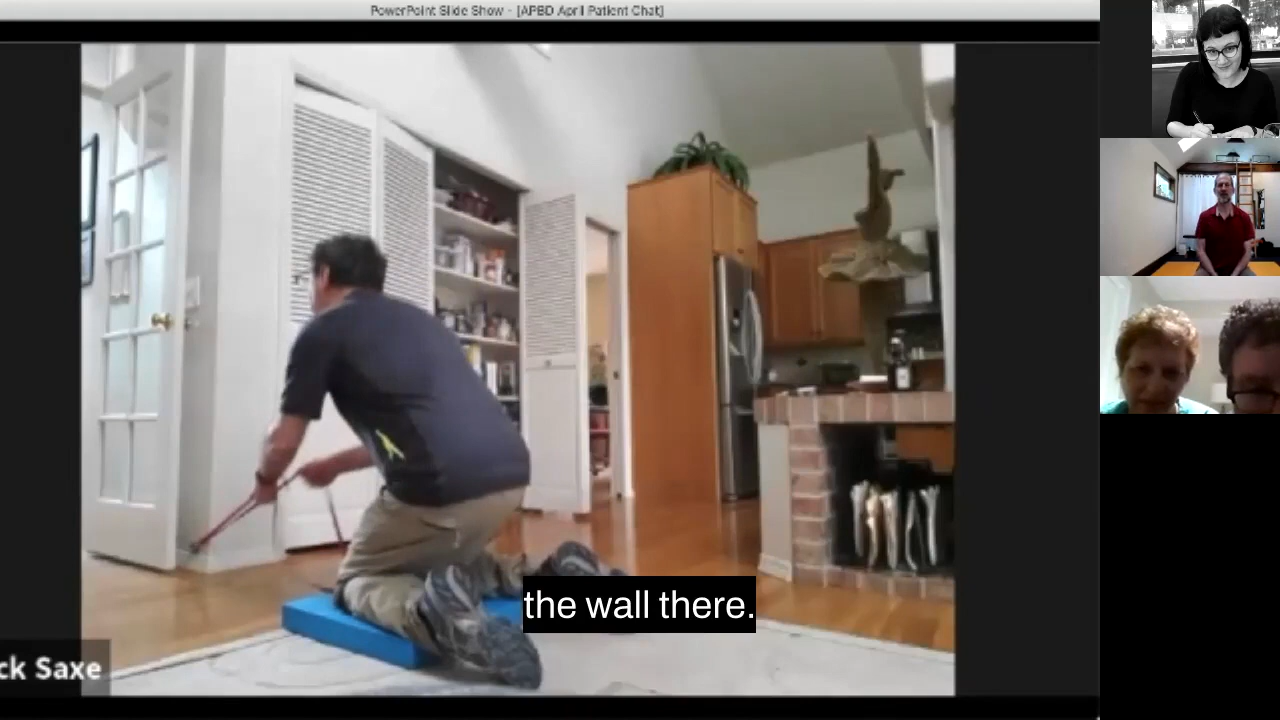 PowerPoint Slide Show - [APBD April Patient Chat]
the wall there.
ck Saxe